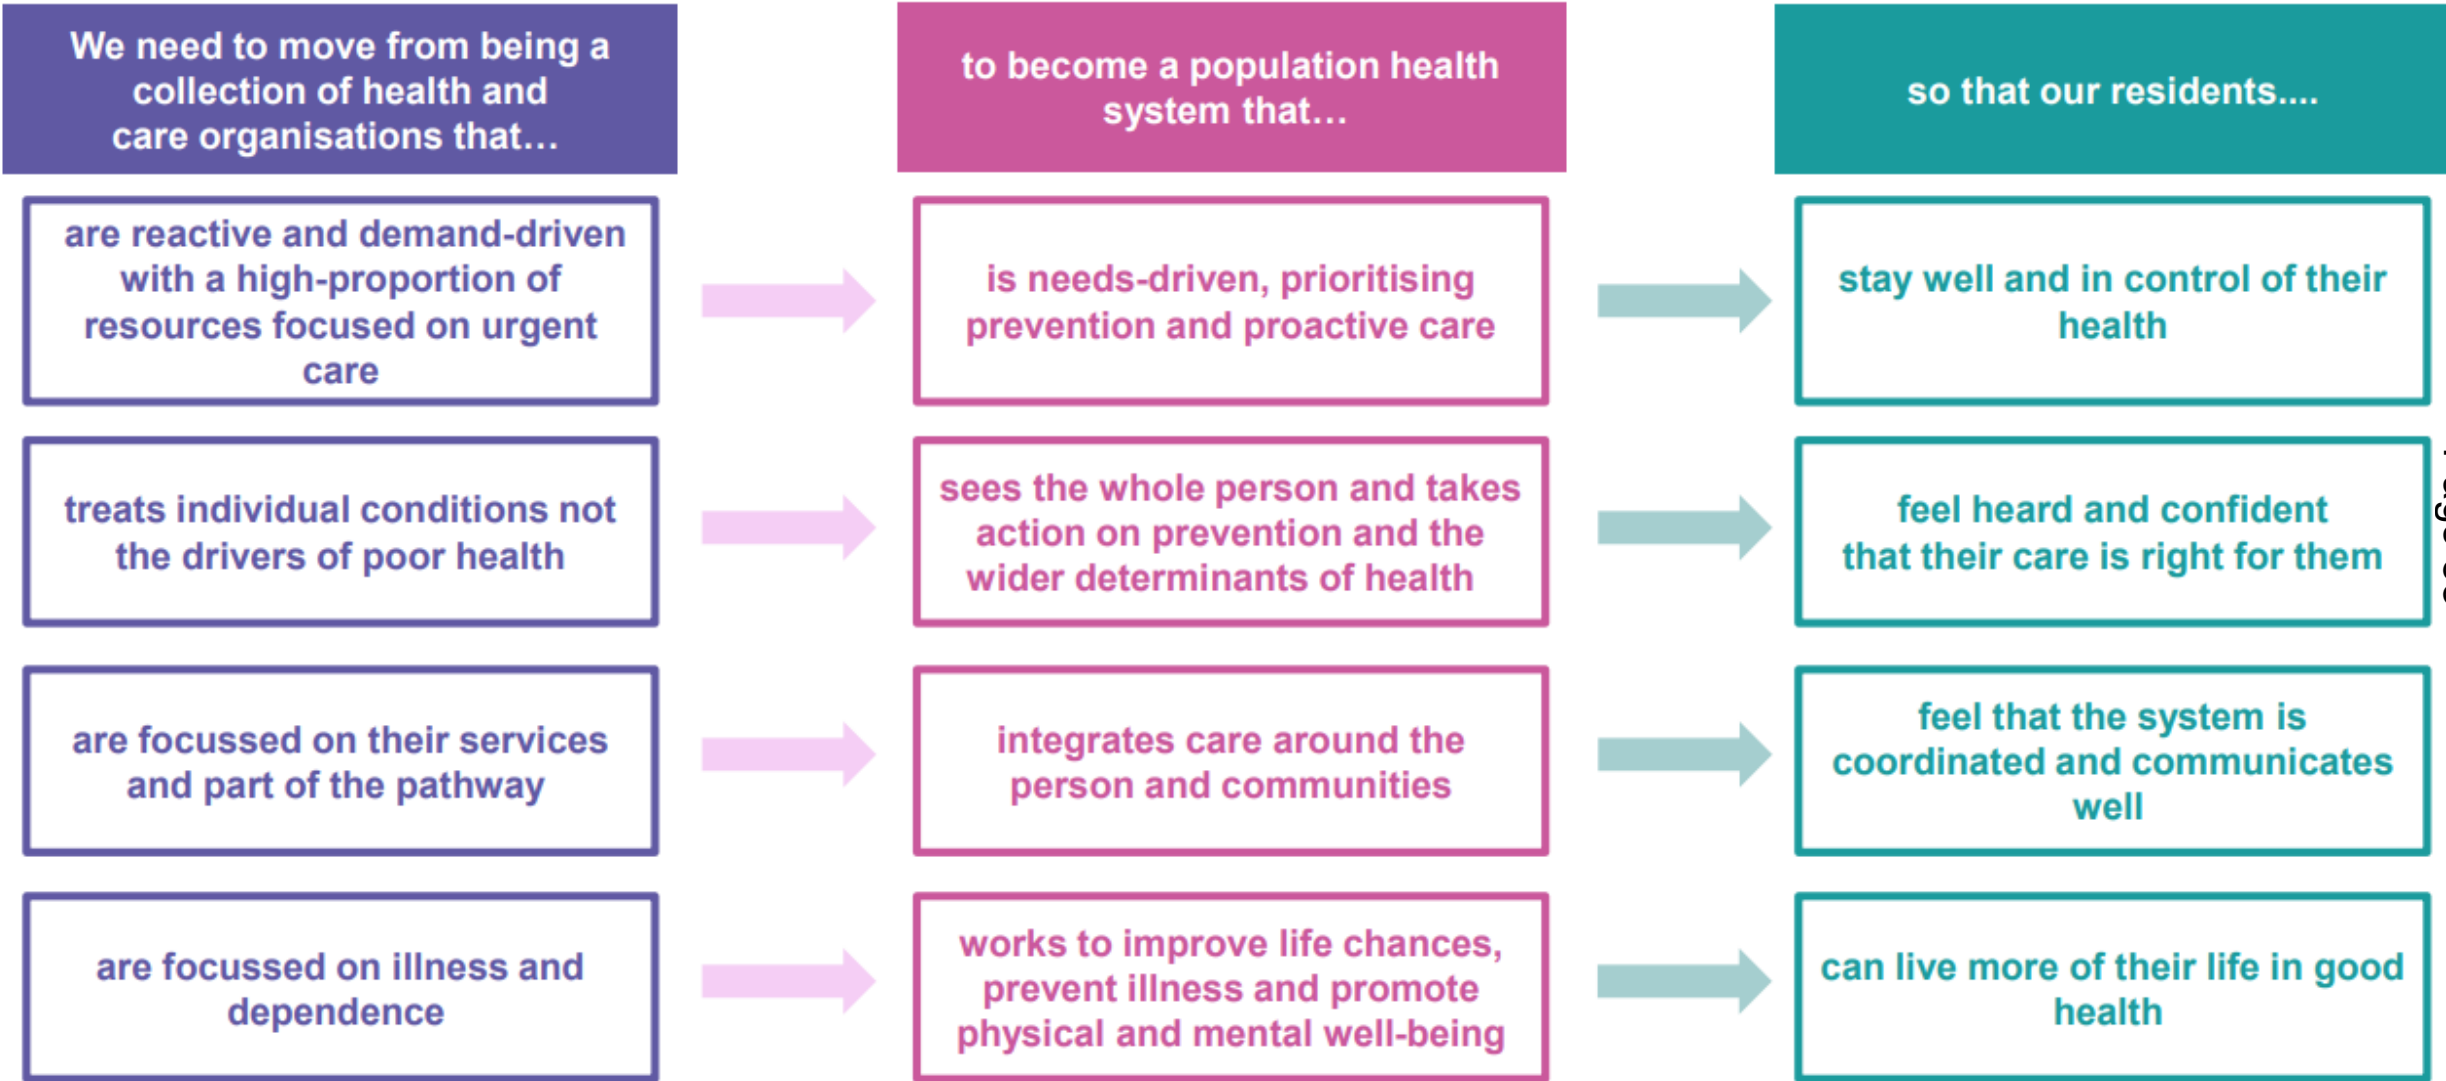 We need to move from being a
collection of health and
care organisations that…
to become a population health
system that…
so that our residents....
are reactive and demand-driven
with a high-proportion of
resources focused on urgent
care
is needs-driven, prioritising
prevention and proactive care
stay well and in control of their
health
treats individual conditions not
the drivers of poor health
sees the whole person and takes
action on prevention and the
wider determinants of health
feel heard and confident
that their care is right for them
are focussed on their services
and part of the pathway
integrates care around the
person and communities
feel that the system is
coordinated and communicates
well
are focussed on illness and
dependence
works to improve life chances,
prevent illness and promote
physical and mental well-being
can live more of their life in good
health